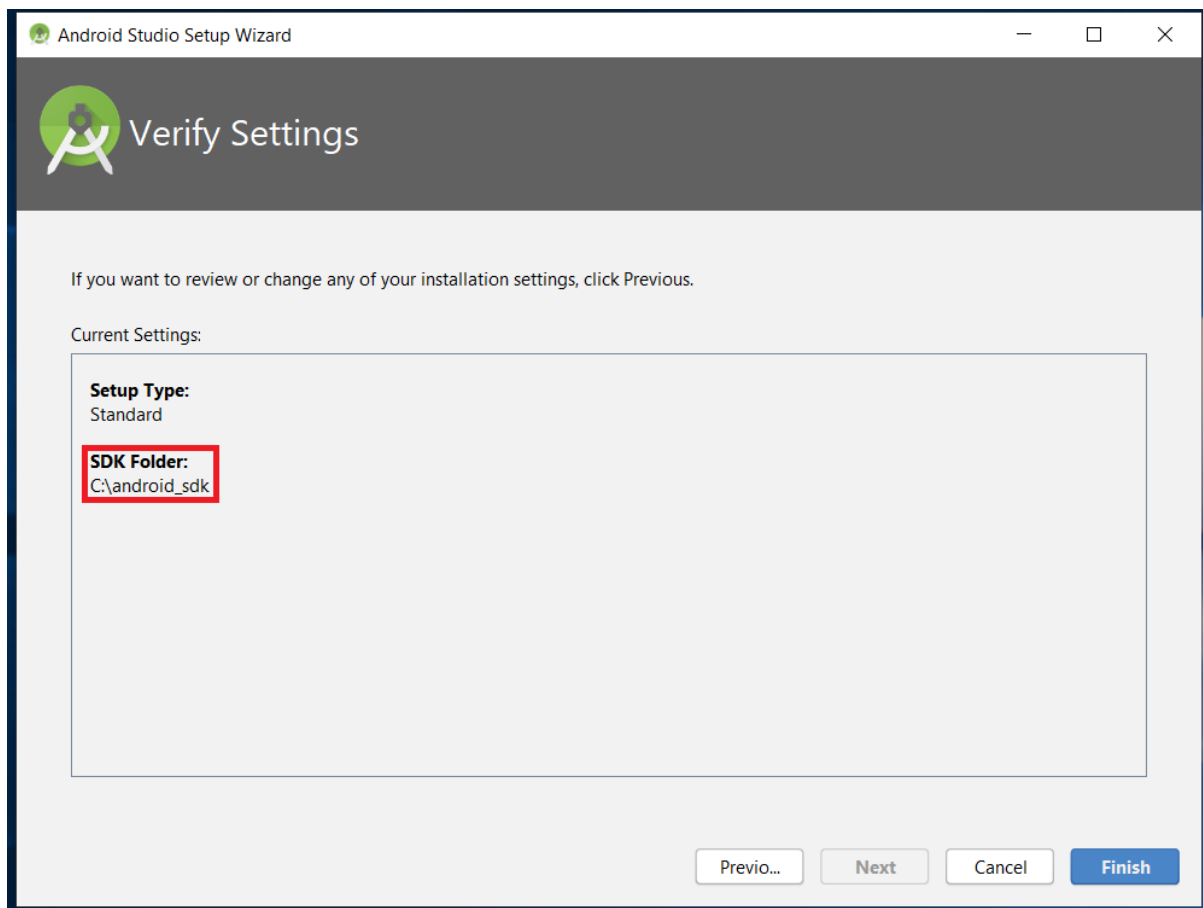 Android Studio Setup Wizard
Verify Settings
If you want to review or change any of your installation settings, click Previous.
Current Settings:
Setup Type:
Standard
SDK Folder:
C:\android_sdk
Previo... Next Cancel Finish